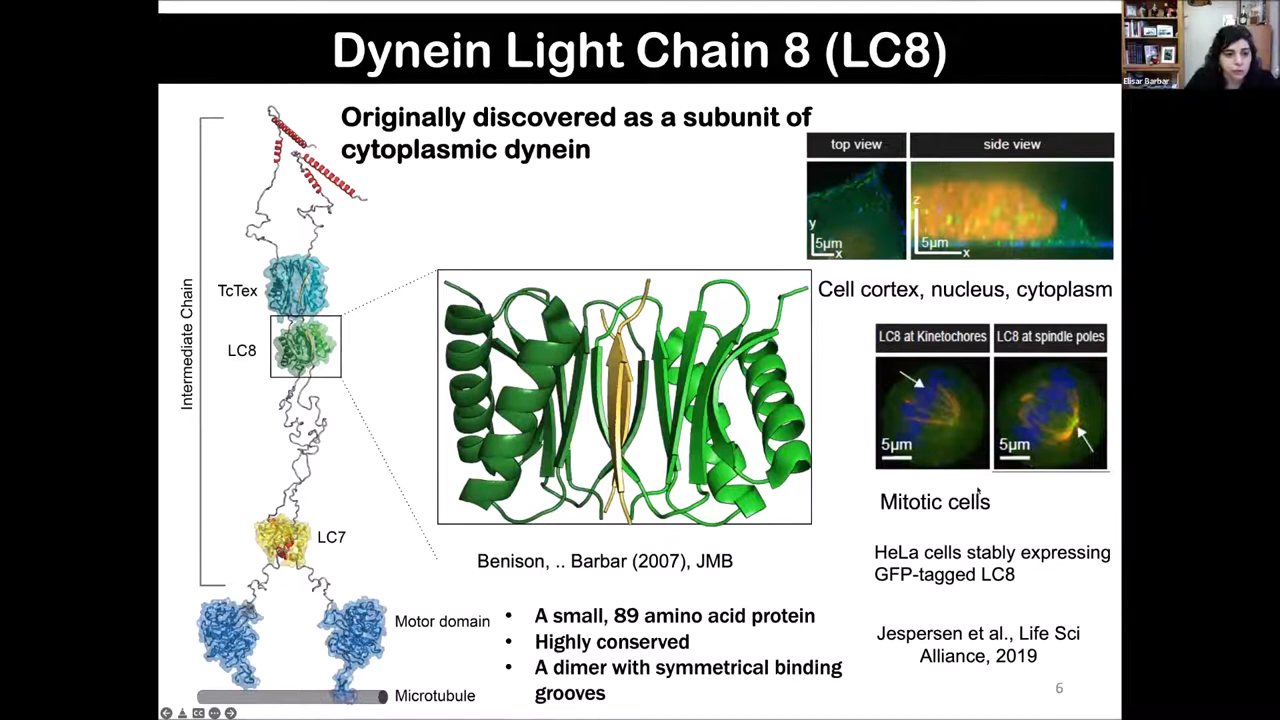 Dynein Light Chain 8 (LC8)
Elisar Barbar
Originally discovered as a subunit of
cytoplasmic dynein
Intermediate Chain
TcTex
LC8
LC7
Motor domain
Microtubule
Benison, .. Barbar (2007), JMB
• A small, 89 amino acid protein
• Highly conserved
• A dimer with symmetrical binding
grooves
top view
side view
y
5µm
x
z
5µm
x
Cell cortex, nucleus, cytoplasm
LC8 at Kinetochores
LC8 at spindle poles
5µm
5µm
Mitotic cells
HeLa cells stably expressing
GFP-tagged LC8
Jespersen et al., Life Sci
Alliance, 2019
6